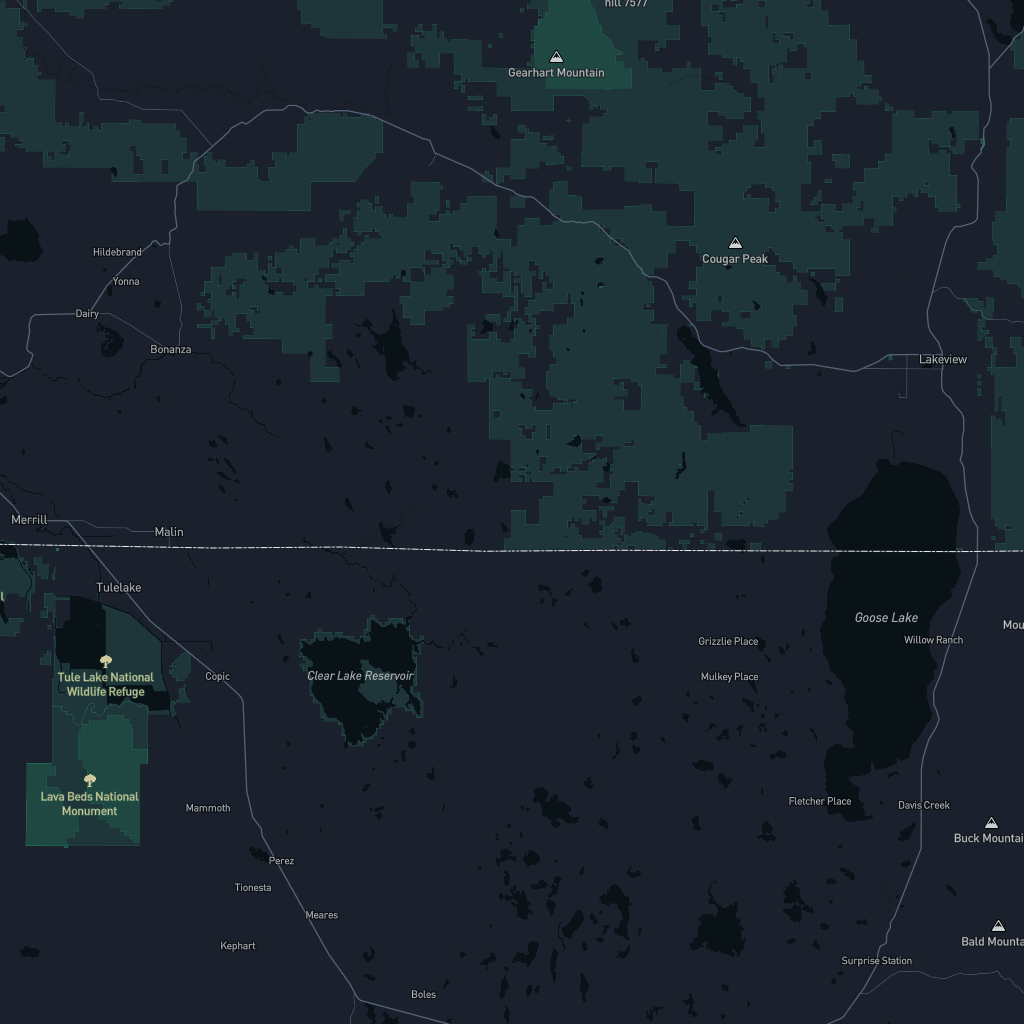 hill 7577
Gearhart Mountain
Hildebrand
Cougar Peak
Yonna
Dairy
Bonanza
Lakeview
Merrill
Malin
Tulelake
Goose Lake
Mou
Grizzlie Place
Willow Ranch
Tule Lake National
Wildlife Refuge
Copic
Clear Lake Reservoir
Mulkey Place
Lava Beds National
Monument
Mammoth
Fletcher Place
Davis Creek
Buck Mountai
Perez
Tionesta
Meares
Kephart
Bald Mounta
Surprise Station
Boles